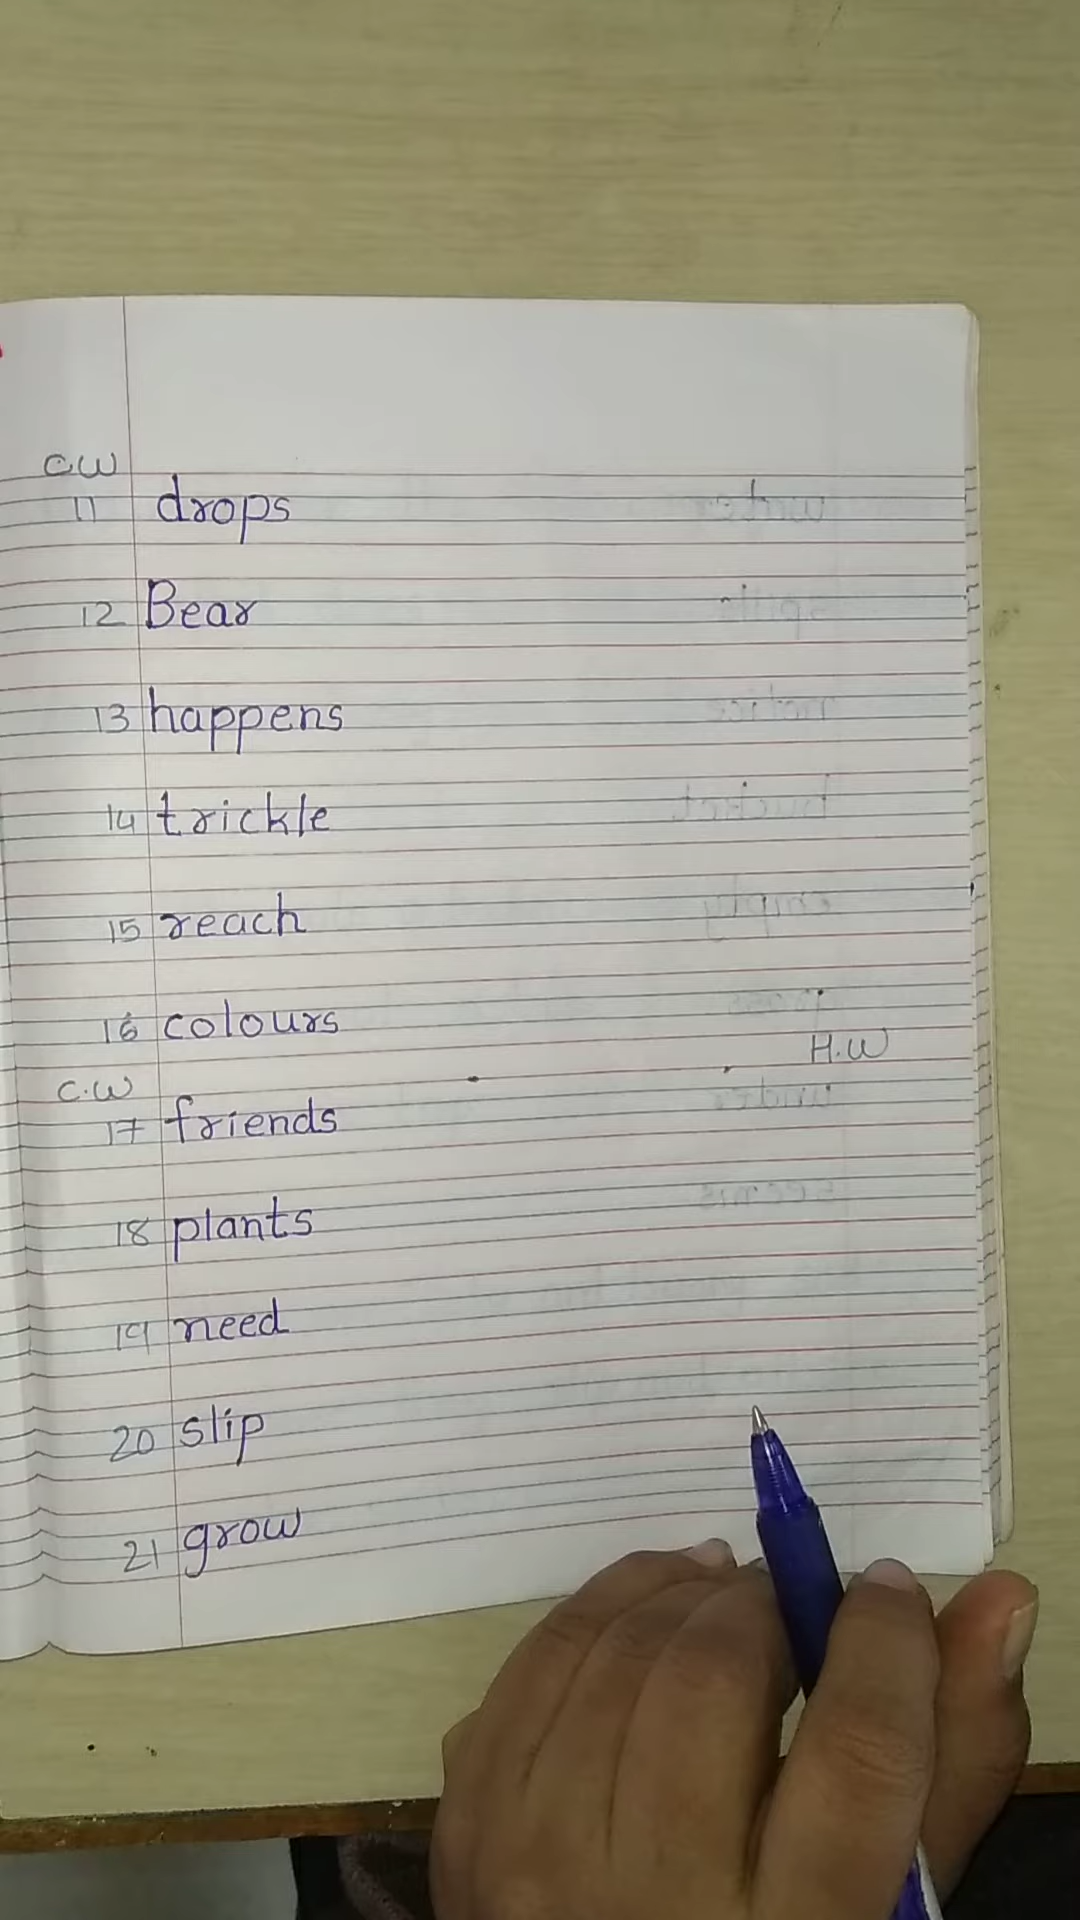 C.W
11 drops
12 Bear
13 happens
14 trickle
15 reach
16 colours
H.W
C.W
17 friends
18 plants
19 need
20 slip
21 grow